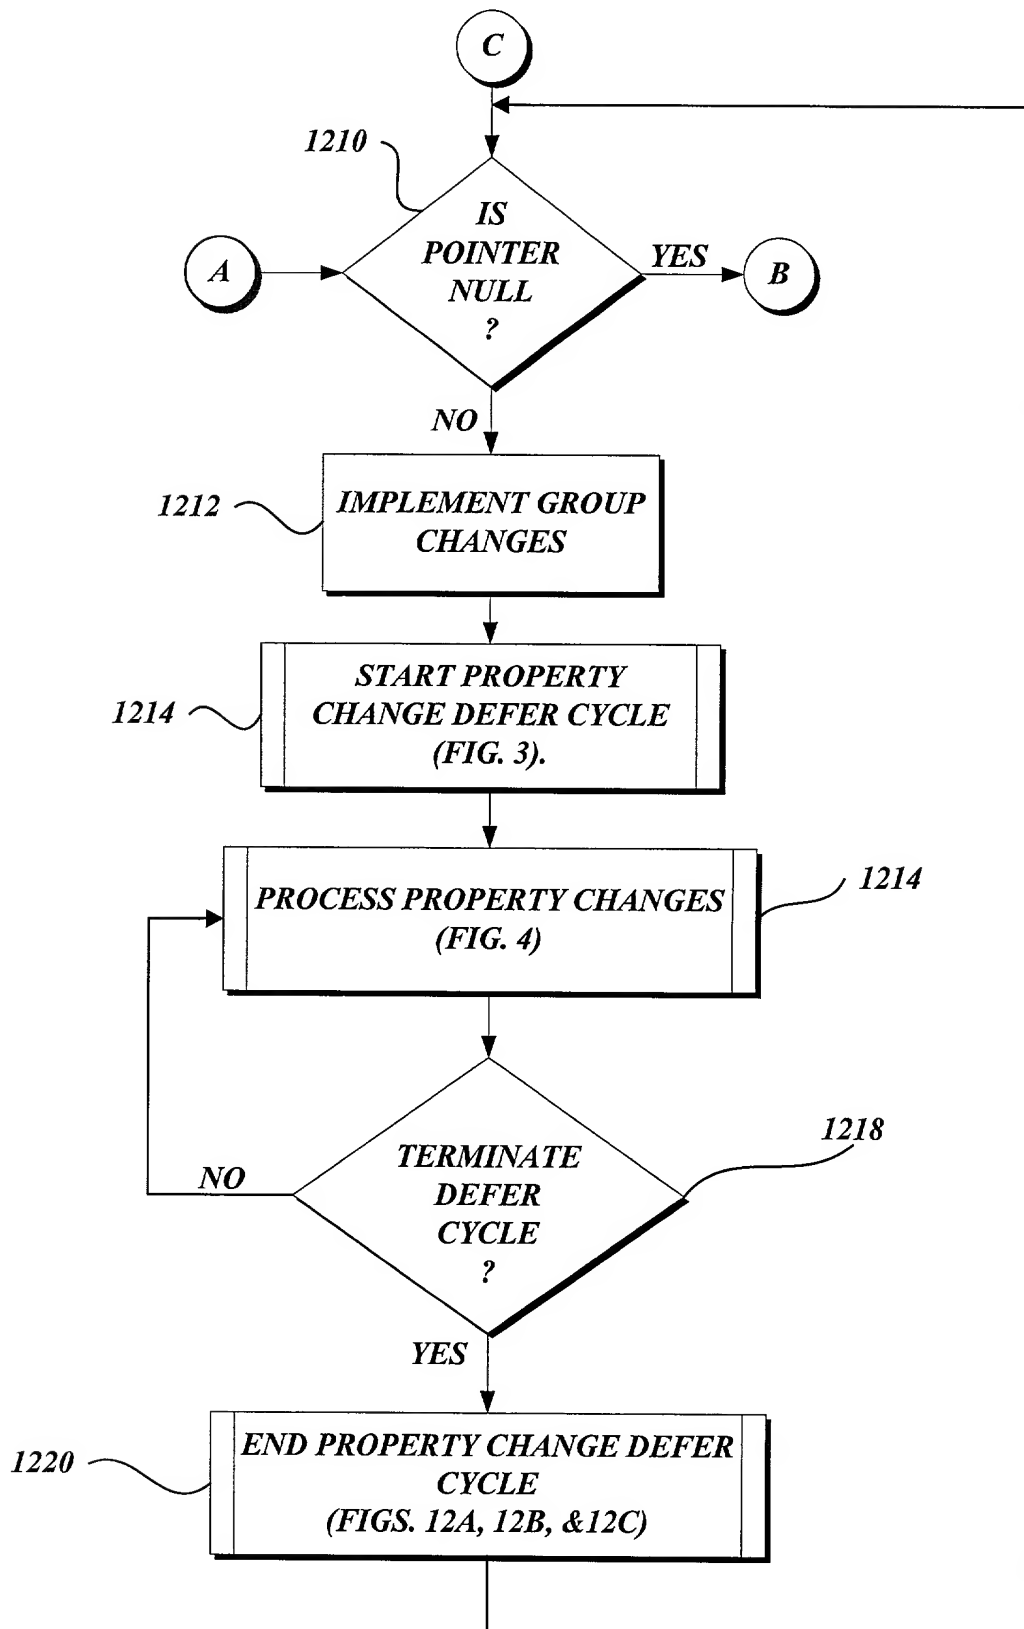 C
1210
IS
POINTER
NULL
?
A
YES
B
NO
1212
IMPLEMENT GROUP
CHANGES
1214
START PROPERTY
CHANGE DEFER CYCLE
(FIG. 3).
PROCESS PROPERTY CHANGES
(FIG. 4)
1214
1218
TERMINATE
DEFER
CYCLE
?
NO
YES
1220
END PROPERTY CHANGE DEFER
CYCLE
(FIGS. 12A, 12B, &12C)